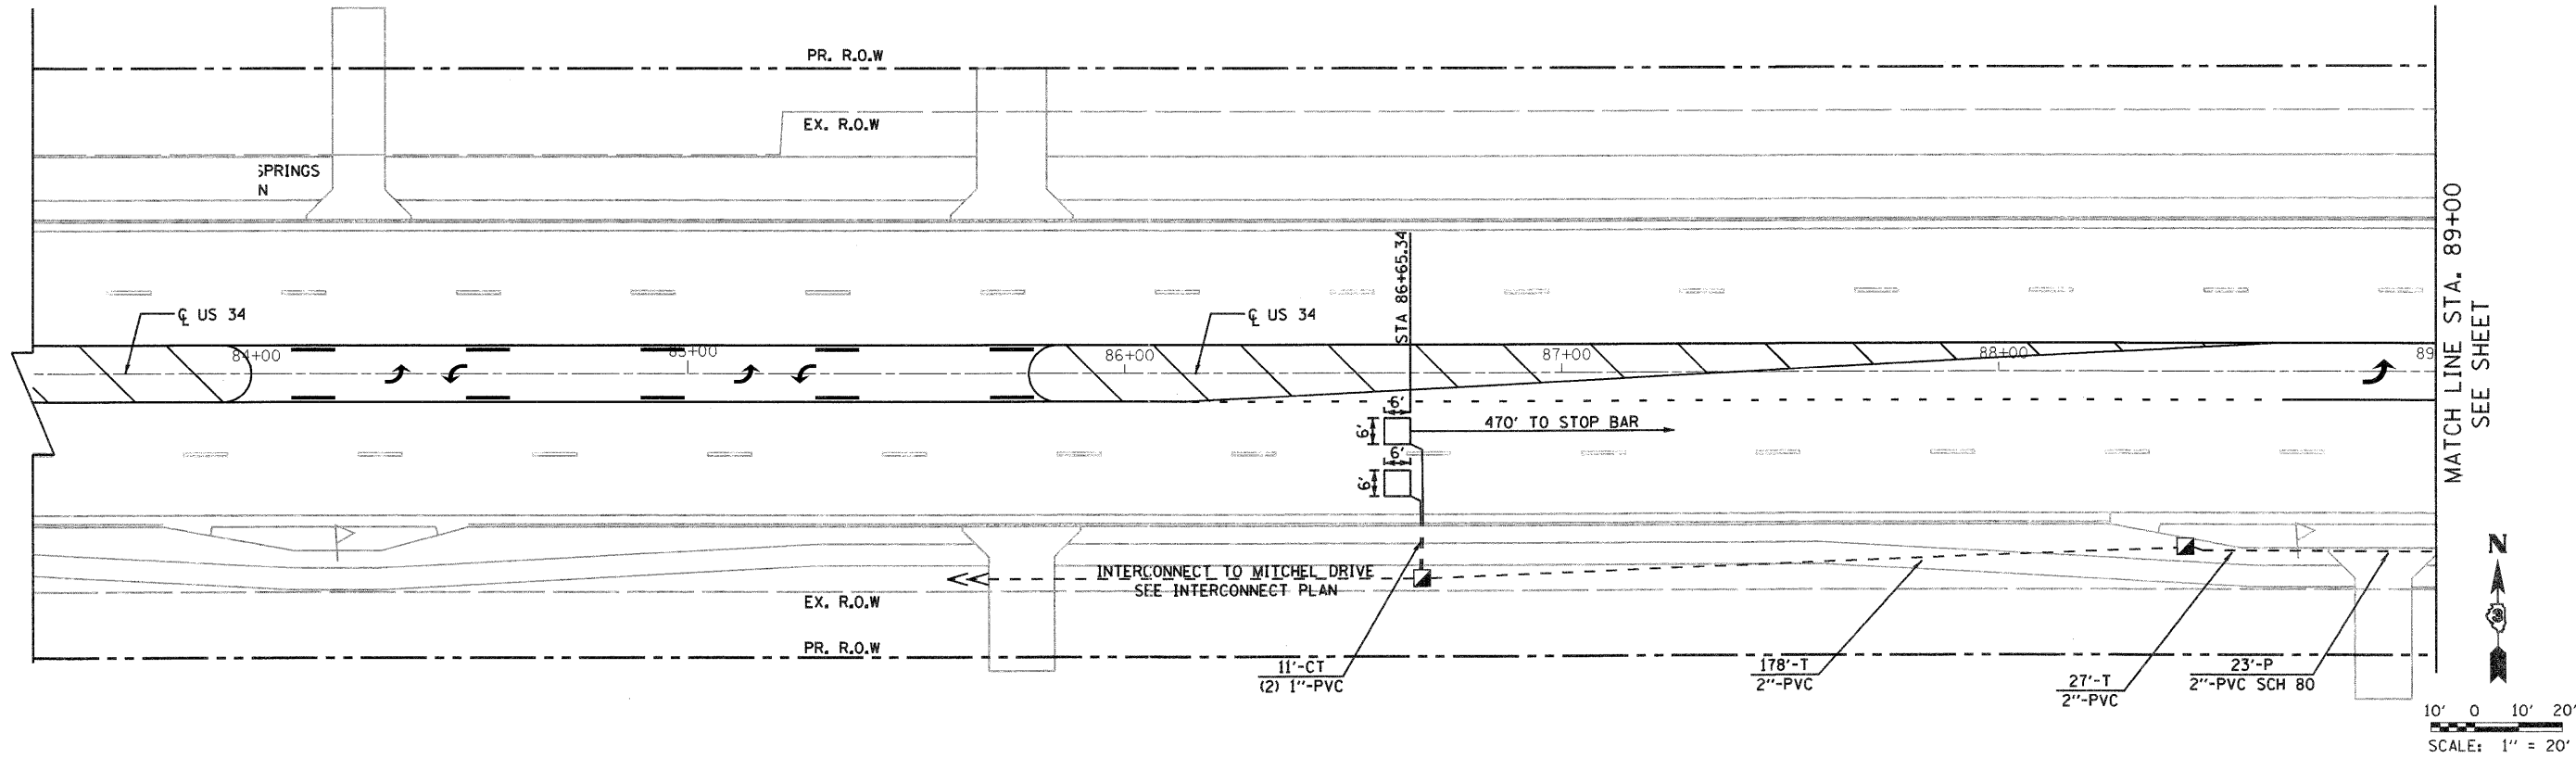 PR. R.O.W
EX. R.O.W
SPRINGS
N
STA 86+65.34
MATCH LINE STA. 89+00
SEE SHEET
℄ US 34
℄ US 34
84+00
85+00
86+00
87+00
88+00
89
6'
6'
470' TO STOP BAR
6'
6'
INTERCONNECT TO MITCHEL DRIVE
SEE INTERCONNECT PLAN
EX. R.O.W
PR. R.O.W
11'-CT
(2) 1"-PVC
178'-T
2"-PVC
27'-T
2"-PVC
23'-P
2"-PVC SCH 80
N
3
10' 0 10' 20'
SCALE: 1" = 20'